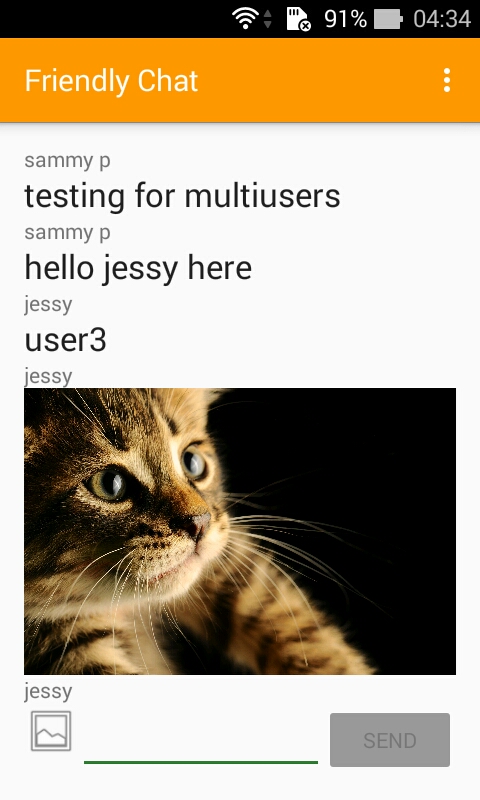 91% 04:34
Friendly Chat
sammy p
testing for multiusers
sammy p
hello jessy here
jessy
user3
jessy
jessy
SEND